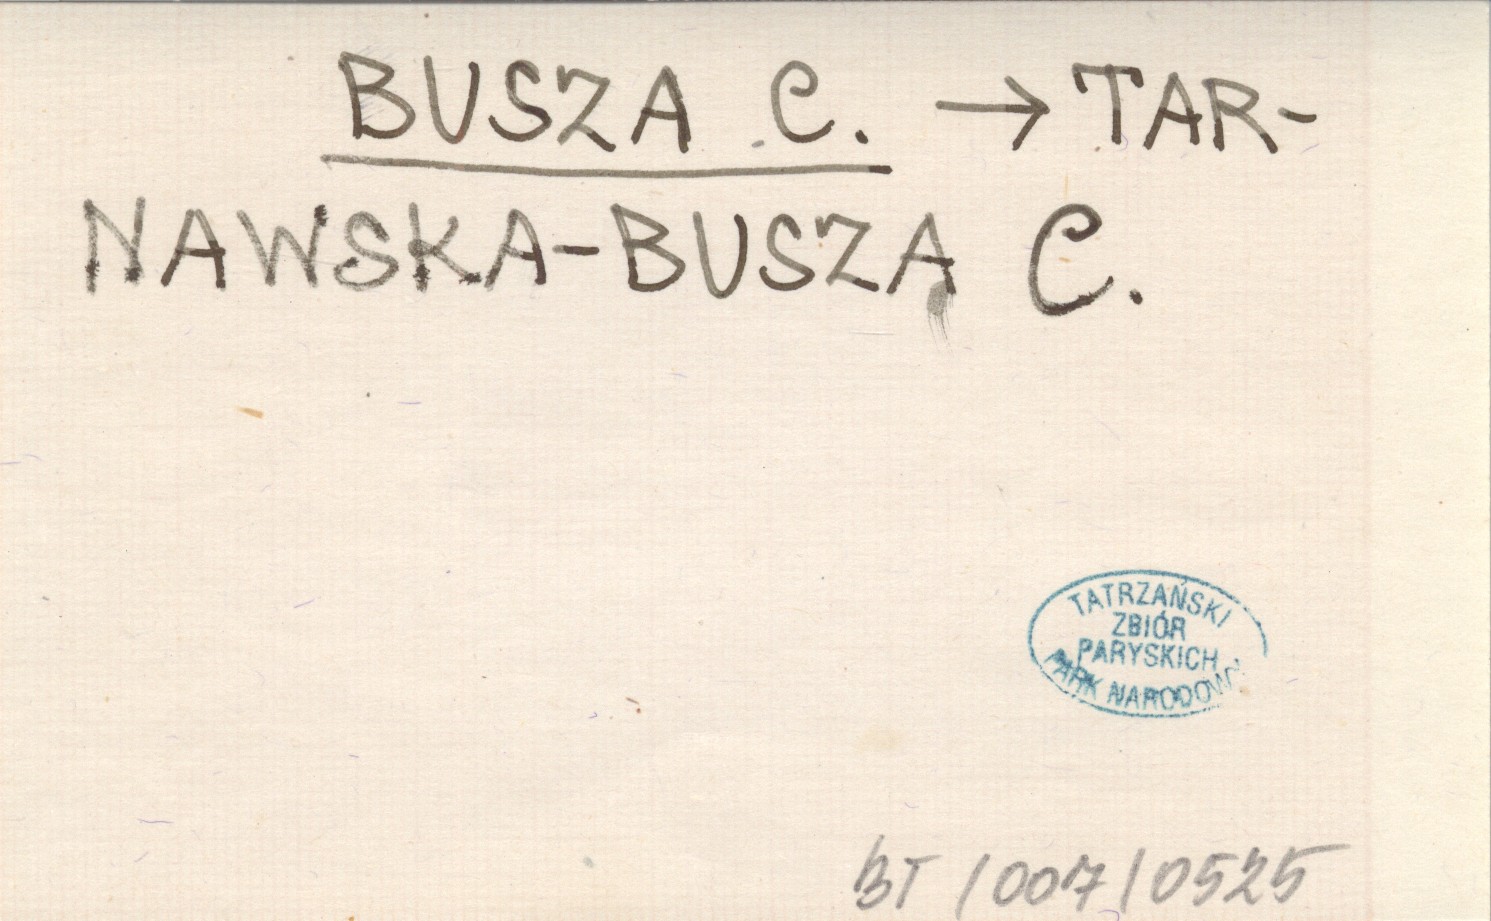 BUSZA C. → TAR-
NAWSKA-BUSZA C.
TATRZAŃSKI
ZBIÓR
PARYSKICH
PARK NARODOWY
BT/007/0525